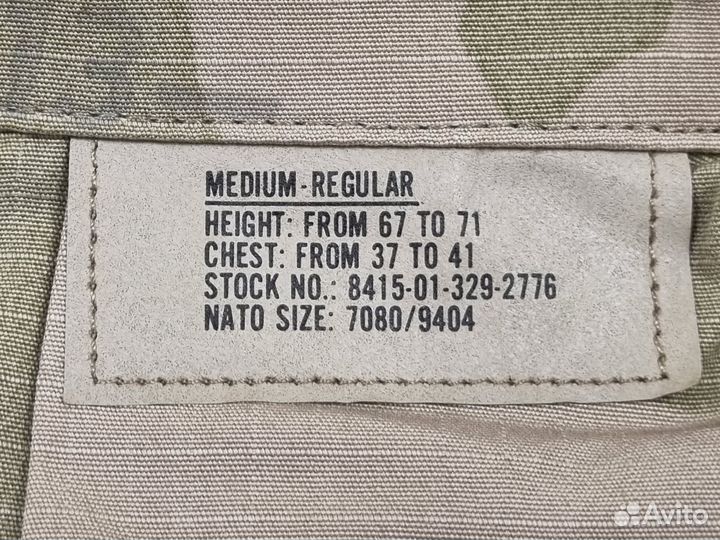 MEDIUM-REGULAR
HEIGHT: FROM 67 TO 71
CHEST: FROM 37 TO 41
STOCK NO.: 8415-01-329-2776
NATO SIZE: 7080/9404
Avito